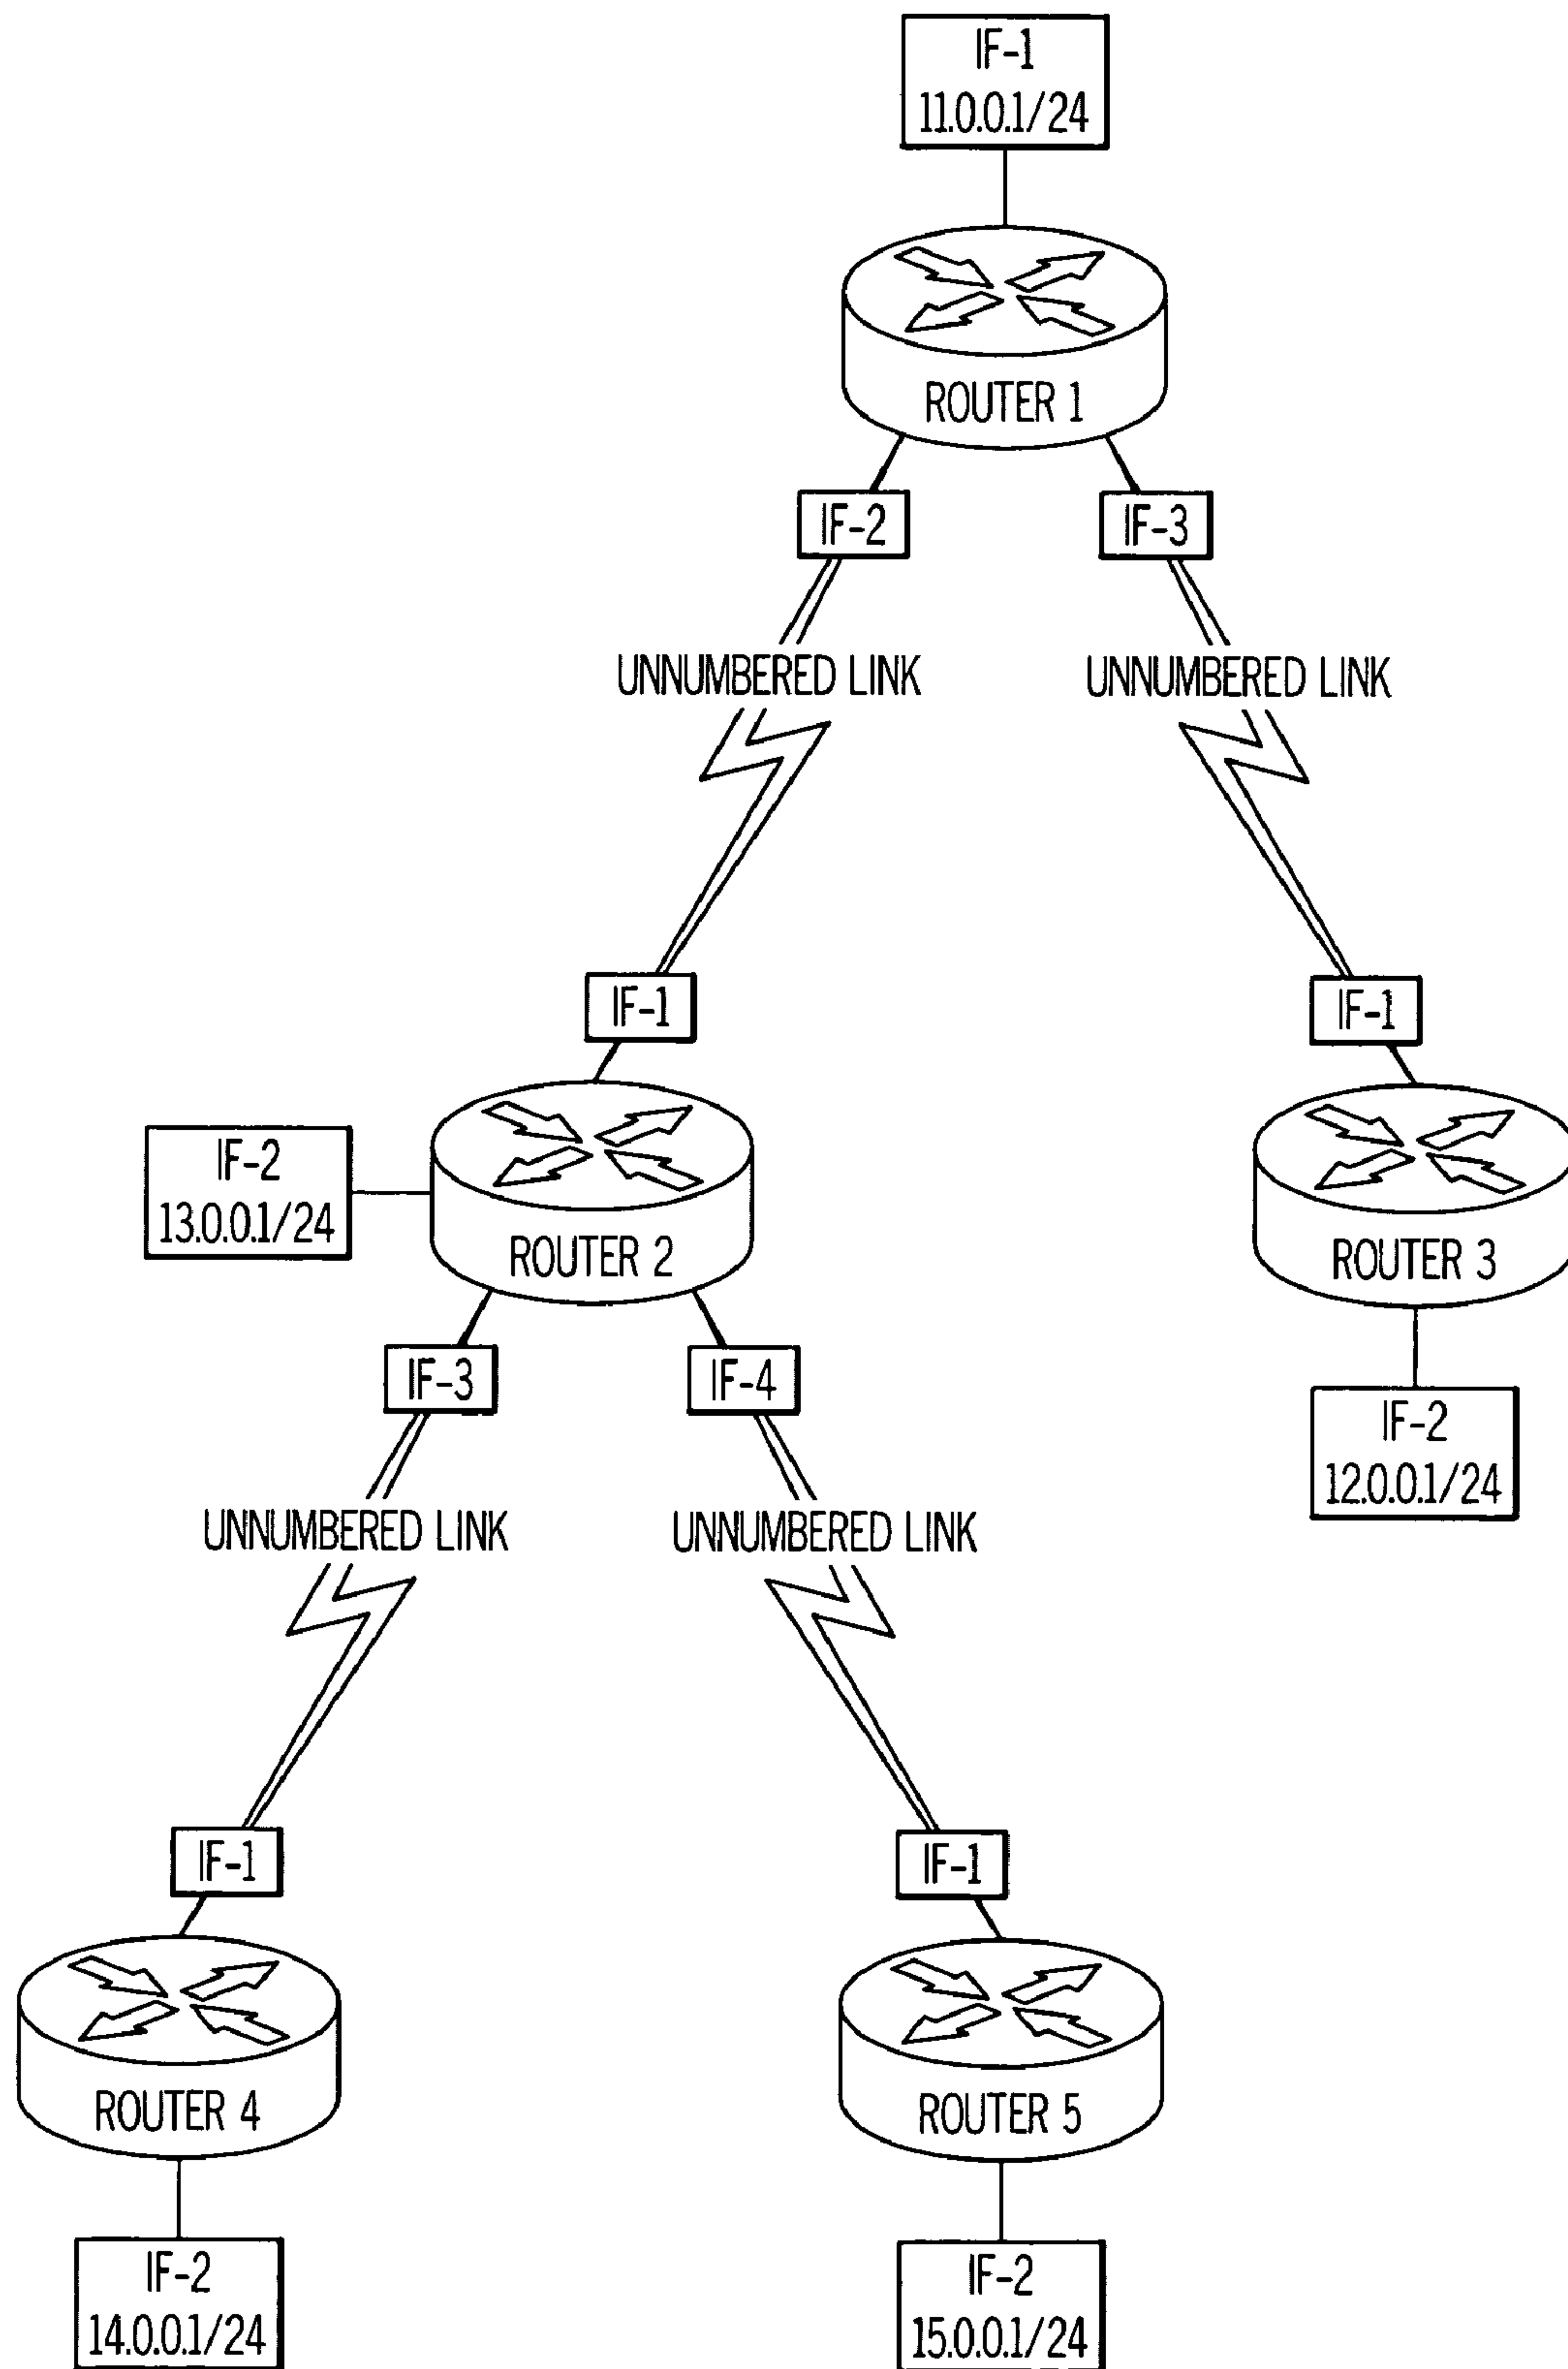 IF-1
11.0.0.1/24
ROUTER 1
IF-2
IF-3
UNNUMBERED LINK
UNNUMBERED LINK
IF-1
IF-1
IF-2
13.0.0.1/24
ROUTER 2
ROUTER 3
IF-3
IF-4
IF-2
12.0.0.1/24
UNNUMBERED LINK
UNNUMBERED LINK
IF-1
IF-1
ROUTER 4
ROUTER 5
IF-2
14.0.0.1/24
IF-2
15.0.0.1/24